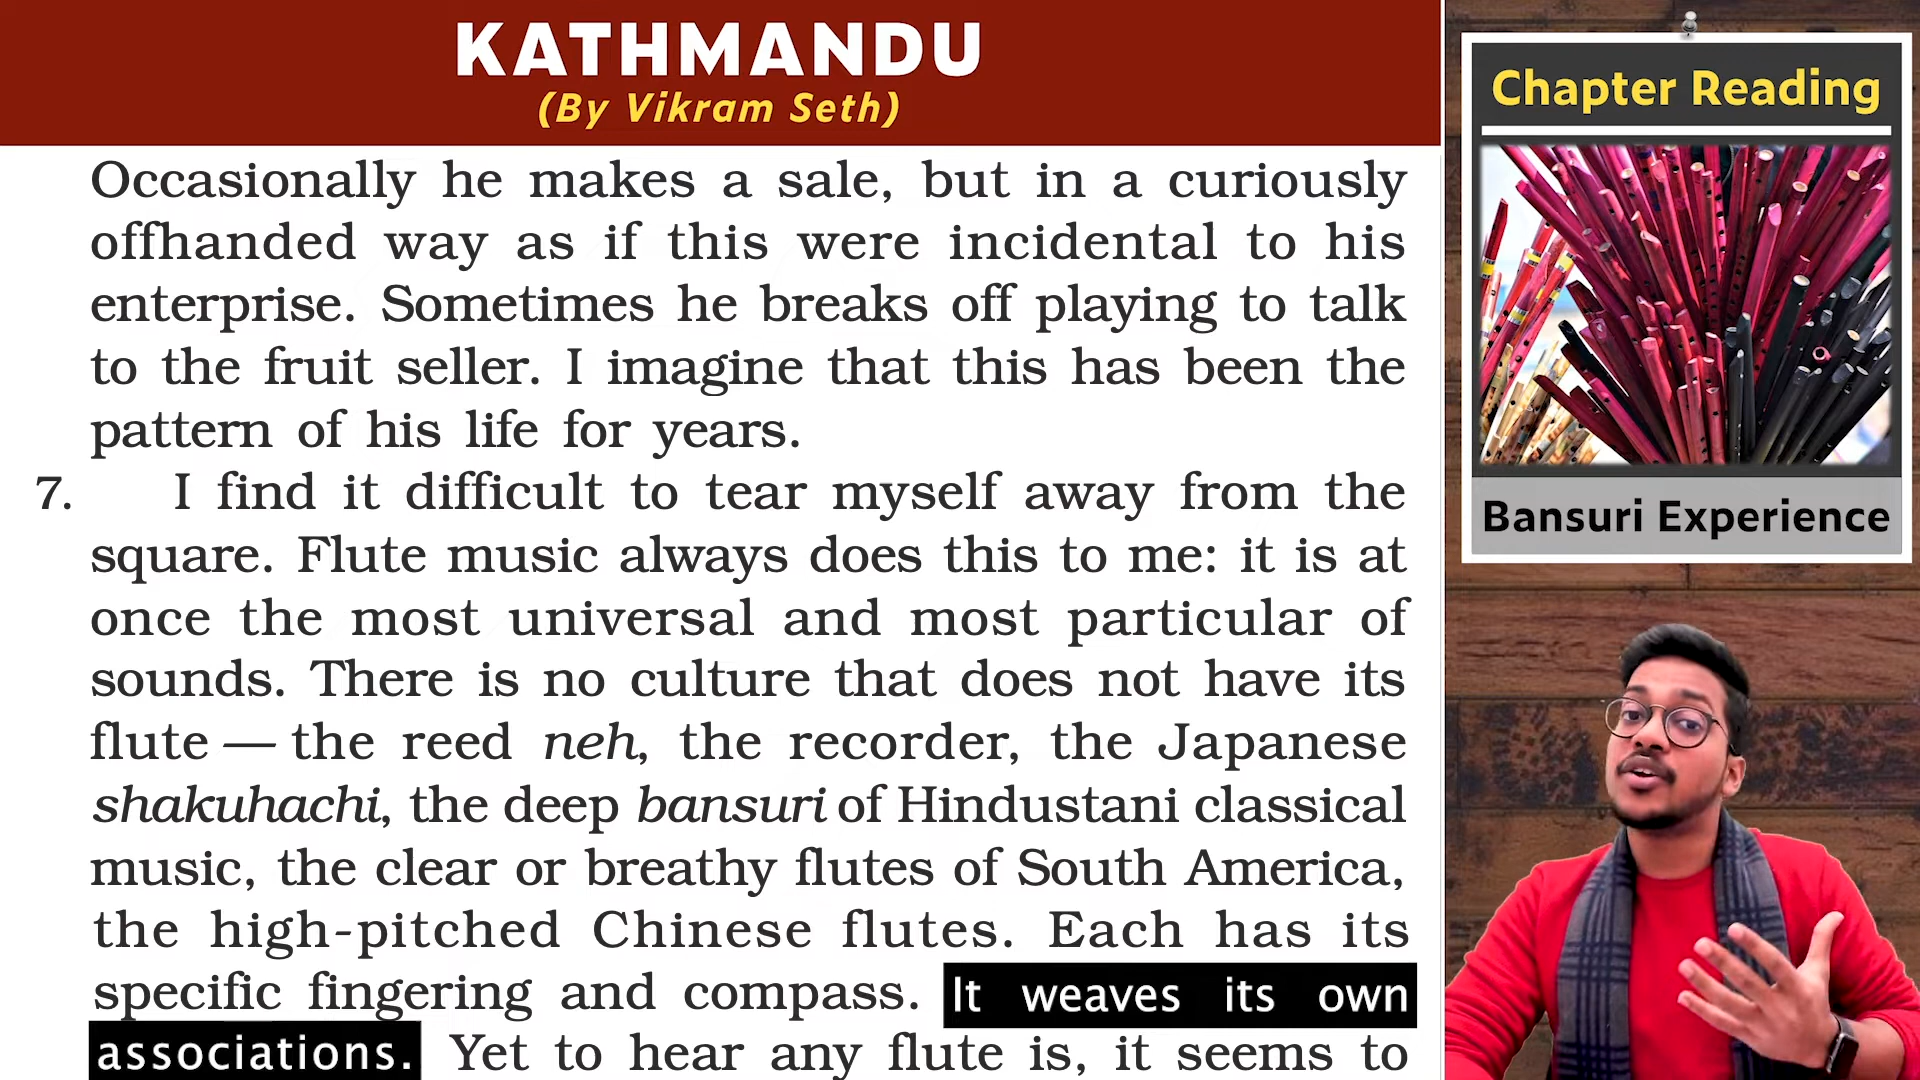 KATHMANDU
(By Vikram Seth)
Occasionally he makes a sale, but in a curiously
offhanded way as if this were incidental to his
enterprise. Sometimes he breaks off playing to talk
to the fruit seller. I imagine that this has been the
pattern of his life for years.
7. I find it difficult to tear myself away from the
square. Flute music always does this to me: it is at
once the most universal and most particular of
sounds. There is no culture that does not have its
flute — the reed neh, the recorder, the Japanese
shakuhachi, the deep bansuri of Hindustani classical
music, the clear or breathy flutes of South America,
the high-pitched Chinese flutes. Each has its
specific fingering and compass. It weaves its own
associations. Yet to hear any flute is, it seems to
Chapter Reading
Bansuri Experience